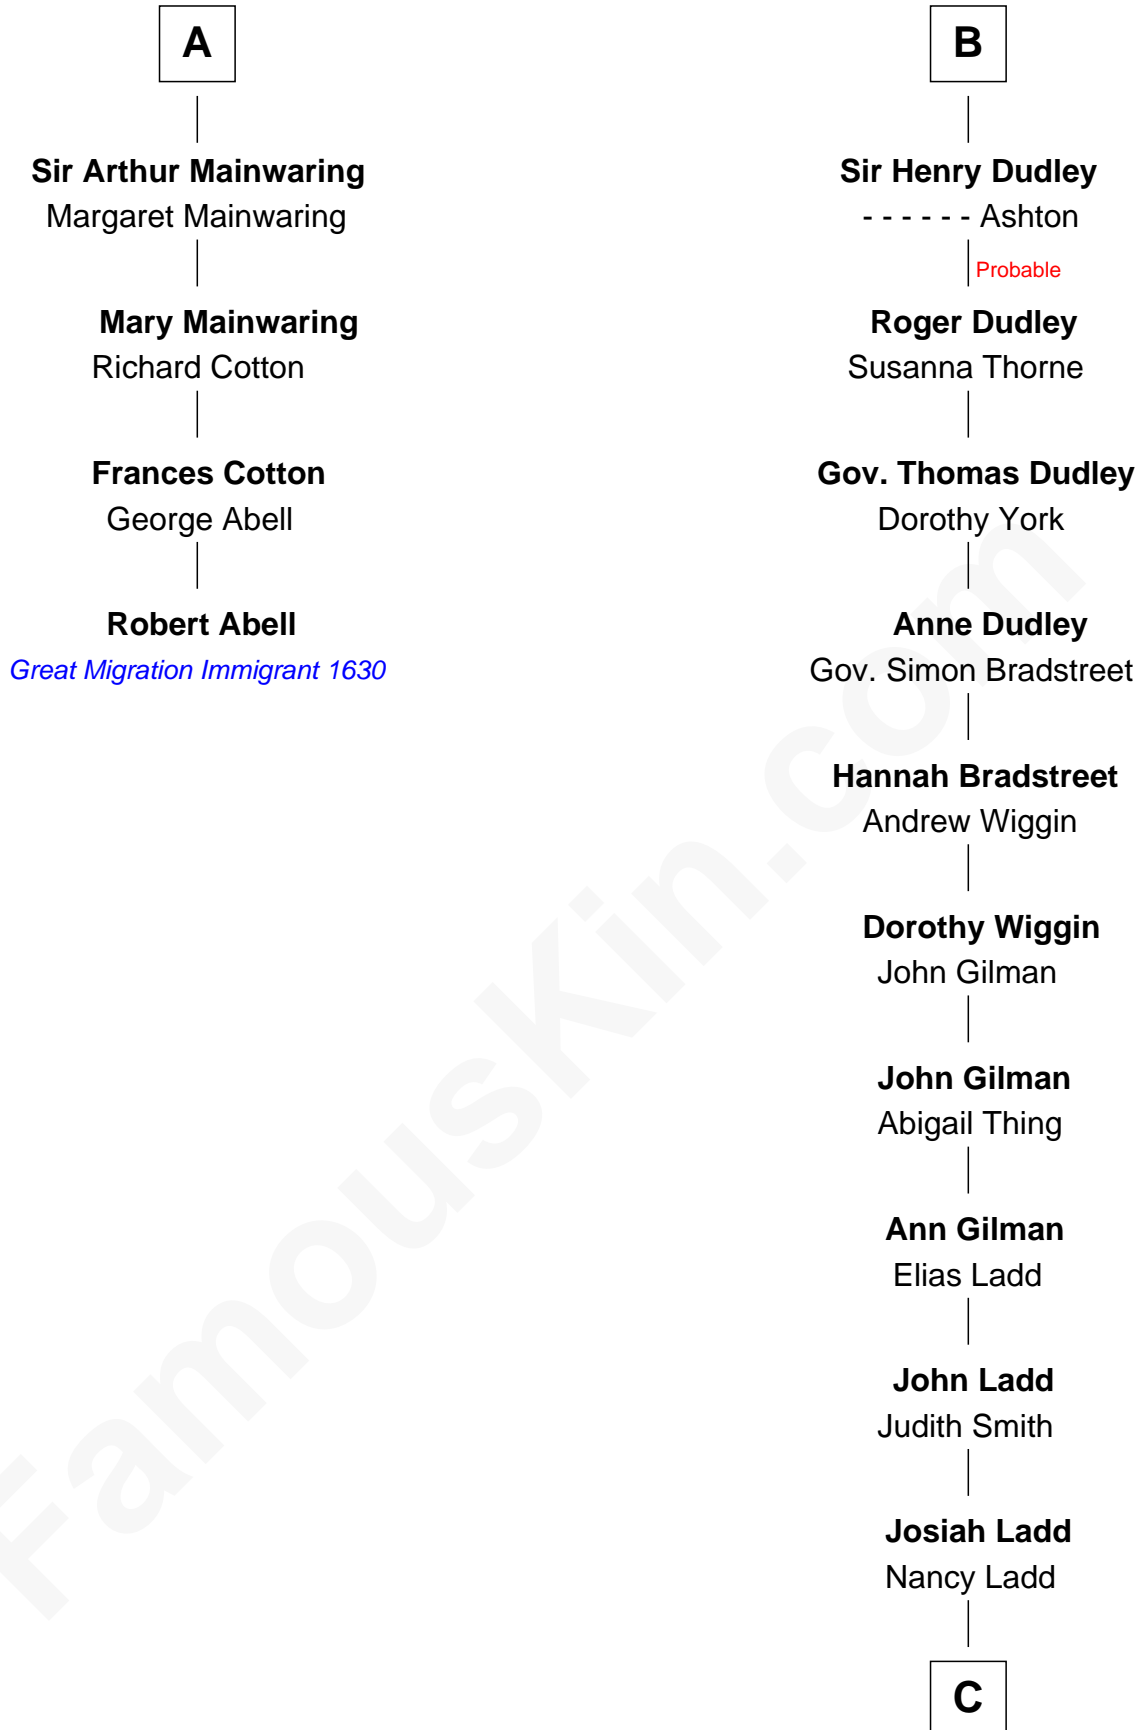 A
Sir Arthur Mainwaring
Margaret Mainwaring
Mary Mainwaring
Richard Cotton
Frances Cotton
George Abell
Robert Abell
Great Migration Immigrant 1630
B
Sir Henry Dudley
- - - - - - Ashton
Probable
Roger Dudley
Susanna Thorne
Gov. Thomas Dudley
Dorothy York
Anne Dudley
Gov. Simon Bradstreet
Hannah Bradstreet
Andrew Wiggin
Dorothy Wiggin
John Gilman
John Gilman
Abigail Thing
Ann Gilman
Elias Ladd
John Ladd
Judith Smith
Josiah Ladd
Nancy Ladd
C
FamousKin.com